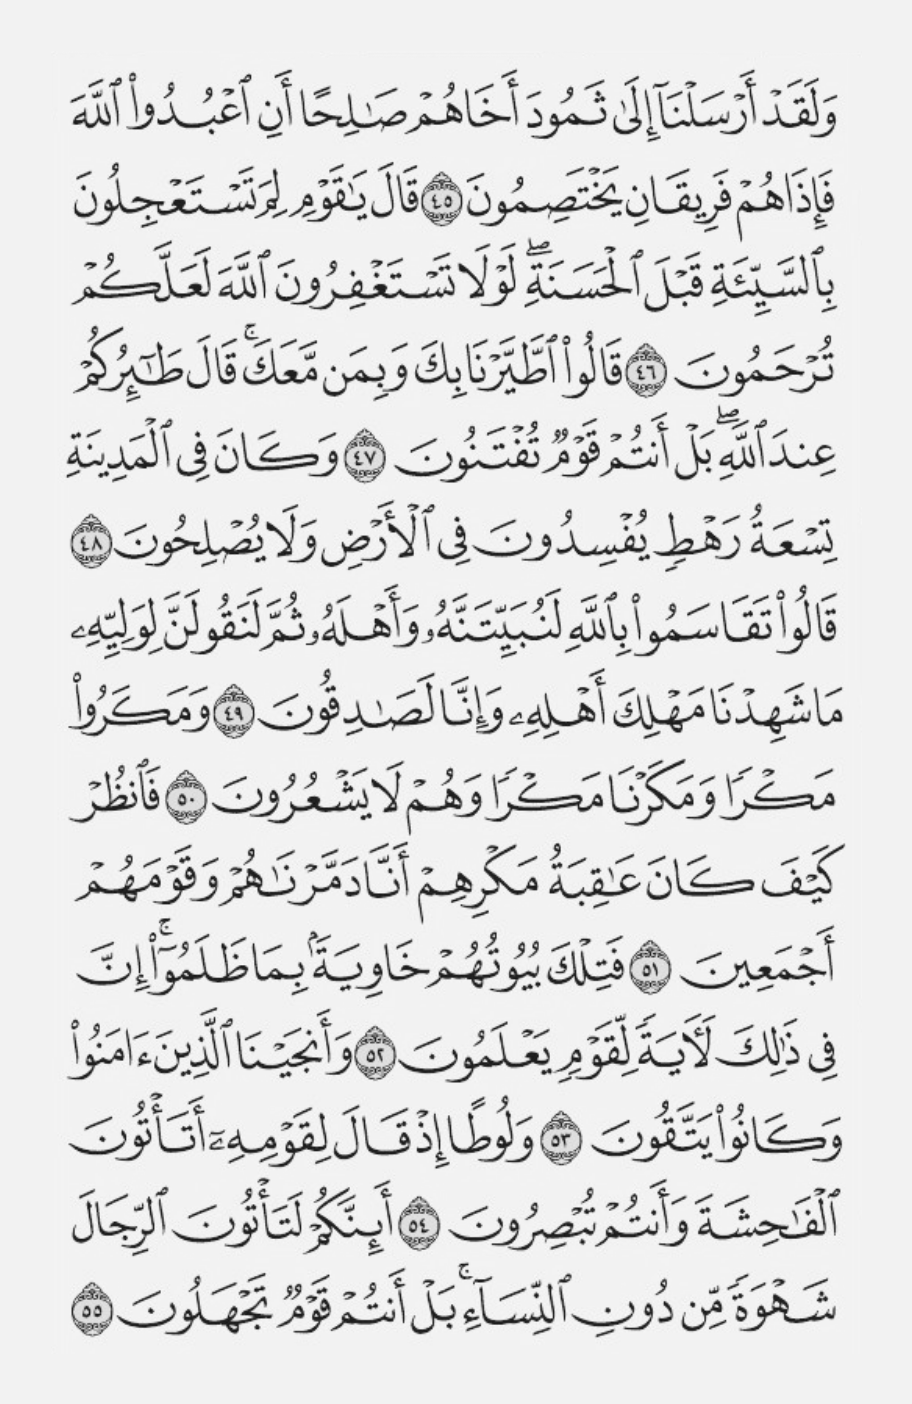 وَلَقَدْ أَرْسَلْنَآ إِلَىٰ ثَمُودَ أَخَاهُمْ صَـٰلِحًا أَنِ ٱعْبُدُوا۟ ٱللَّهَ
فَإِذَا هُمْ فَرِيقَانِ يَخْتَصِمُونَ ٤٥ قَالَ يَـٰقَوْمِ لِمَ تَسْتَعْجِلُونَ
بِٱلسَّيِّئَةِ قَبْلَ ٱلْحَسَنَةِ ۖ لَوْلَا تَسْتَغْفِرُونَ ٱللَّهَ لَعَلَّكُمْ
تُرْحَمُونَ ٤٦ قَالُوا۟ ٱطَّيَّرْنَا بِكَ وَبِمَن مَّعَكَ ۚ قَالَ طَـٰٓئِرُكُمْ
عِندَ ٱللَّهِ ۖ بَلْ أَنتُمْ قَوْمٌ تُفْتَنُونَ ٤٧ وَكَانَ فِى ٱلْمَدِينَةِ
تِسْعَةُ رَهْطٍ يُفْسِدُونَ فِى ٱلْأَرْضِ وَلَا يُصْلِحُونَ ٤٨
قَالُوا۟ تَقَاسَمُوا۟ بِٱللَّهِ لَنُبَيِّتَنَّهُۥ وَأَهْلَهُۥ ثُمَّ لَنَقُولَنَّ لِوَلِيِّهِۦ
مَا شَهِدْنَا مَهْلِكَ أَهْلِهِۦ وَإِنَّا لَصَـٰدِقُونَ ٤٩ وَمَكَرُوا۟
مَكْرًا وَمَكَرْنَا مَكْرًا وَهُمْ لَا يَشْعُرُونَ ٥٠ فَٱنظُرْ
كَيْفَ كَانَ عَـٰقِبَةُ مَكْرِهِمْ أَنَّا دَمَّرْنَـٰهُمْ وَقَوْمَهُمْ
أَجْمَعِينَ ٥١ فَتِلْكَ بُيُوتُهُمْ خَاوِيَةًۢ بِمَا ظَلَمُوٓا۟ ۚ إِنَّ
فِى ذَٰلِكَ لَـَٔايَةً لِّقَوْمٍ يَعْلَمُونَ ٥٢ وَأَنجَيْنَا ٱلَّذِينَ ءَامَنُوا۟
وَكَانُوا۟ يَتَّقُونَ ٥٣ وَلُوطًا إِذْ قَالَ لِقَوْمِهِۦٓ أَتَأْتُونَ
ٱلْفَـٰحِشَةَ وَأَنتُمْ تُبْصِرُونَ ٥٤ أَئِنَّكُمْ لَتَأْتُونَ ٱلرِّجَالَ
شَهْوَةً مِّن دُونِ ٱلنِّسَآءِ ۚ بَلْ أَنتُمْ قَوْمٌ تَجْهَلُونَ ٥٥